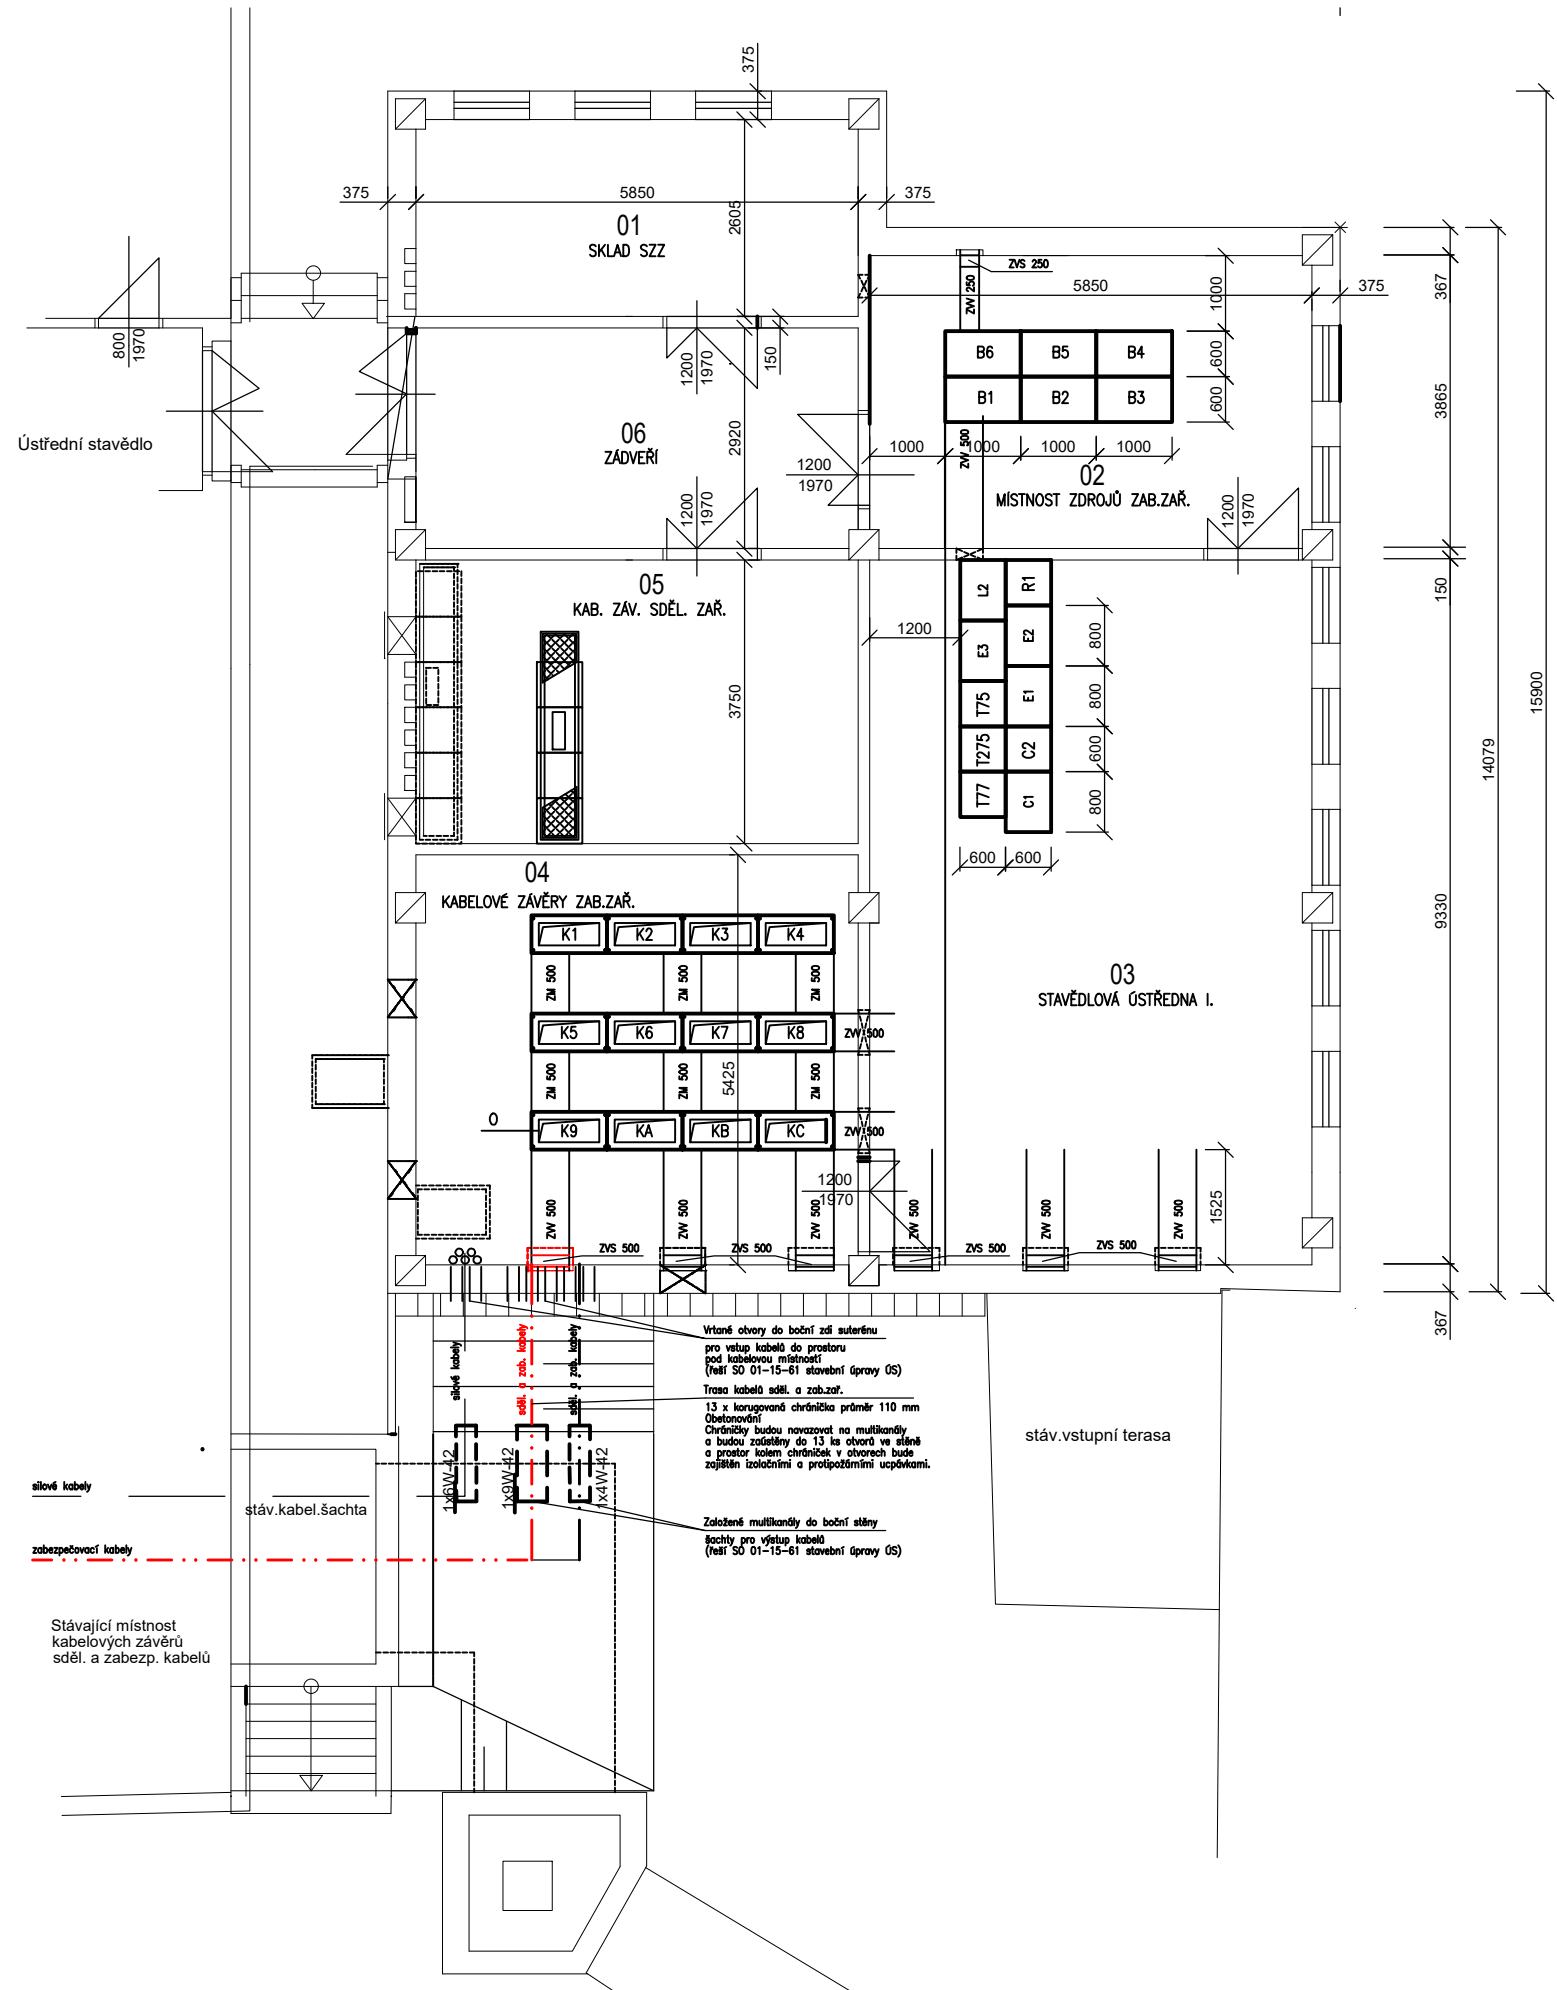 375
375
5850
375
2605
01
SKLAD SZZ
ZVS 250
ZW 250
5850
375
1000
367
800
1970
1200
1970
150
B6
B5
B4
600
B1
B2
B3
600
3865
Ústřední stavědlo
06
ZÁDVEŘÍ
2920
1200
1970
ZW 500
1000
1000
1000
1000
02
MÍSTNOST ZDROJŮ ZAB.ZAŘ.
1200
1970
1200
1970
05
KAB. ZÁV. SDĚL. ZAŘ.
L2
R1
150
1200
E3
E2
800
3750
T75
E1
800
15900
T275
C2
600
14079
T77
C1
800
600
600
04
KABELOVÉ ZÁVĚRY ZAB.ZAŘ.
9330
K1
K2
K3
K4
03
STAVĚDLOVÁ ÚSTŘEDNA I.
ZM 500
ZM 500
ZM 500
K5
K6
K7
K8
ZW 500
ZM 500
ZM 500
5425
ZM 500
O
K9
KA
KB
KC
ZW 500
1200
1970
ZW 500
ZW 500
ZW 500
ZW 500
ZW 500
ZW 500
1525
ZVS 500
ZVS 500
ZVS 500
ZVS 500
367
silové kabely
sděl. a zab. kabely
sděl. a zab. kabely
Vrtané otvory do boční zdi suterénu
pro vstup kabelů do prostoru
pod kabelovou místností
(řeší SO 01-15-61 stavební úpravy ÚS)
Trasa kabelů sděl. a zab.zař.
13 x korugovaná chránička průměr 110 mm
Obetonování
Chráničky budou navazovat na multikanály
a budou zaústěny do 13 ks otvorů ve stěně
a prostor kolem chrániček v otvorech bude
zajištěn izolačními a protipožárními ucpávkami.
stáv.vstupní terasa
1x6W-42
1x9W-42
1x4W-42
silové kabely
stáv.kabel.šachta
Založené multikanály do boční stěny
šachty pro výstup kabelů
(řeší SO 01-15-61 stavební úpravy ÚS)
zabezpečovací kabely
Stávající místnost
kabelových závěrů
sděl. a zabezp. kabelů